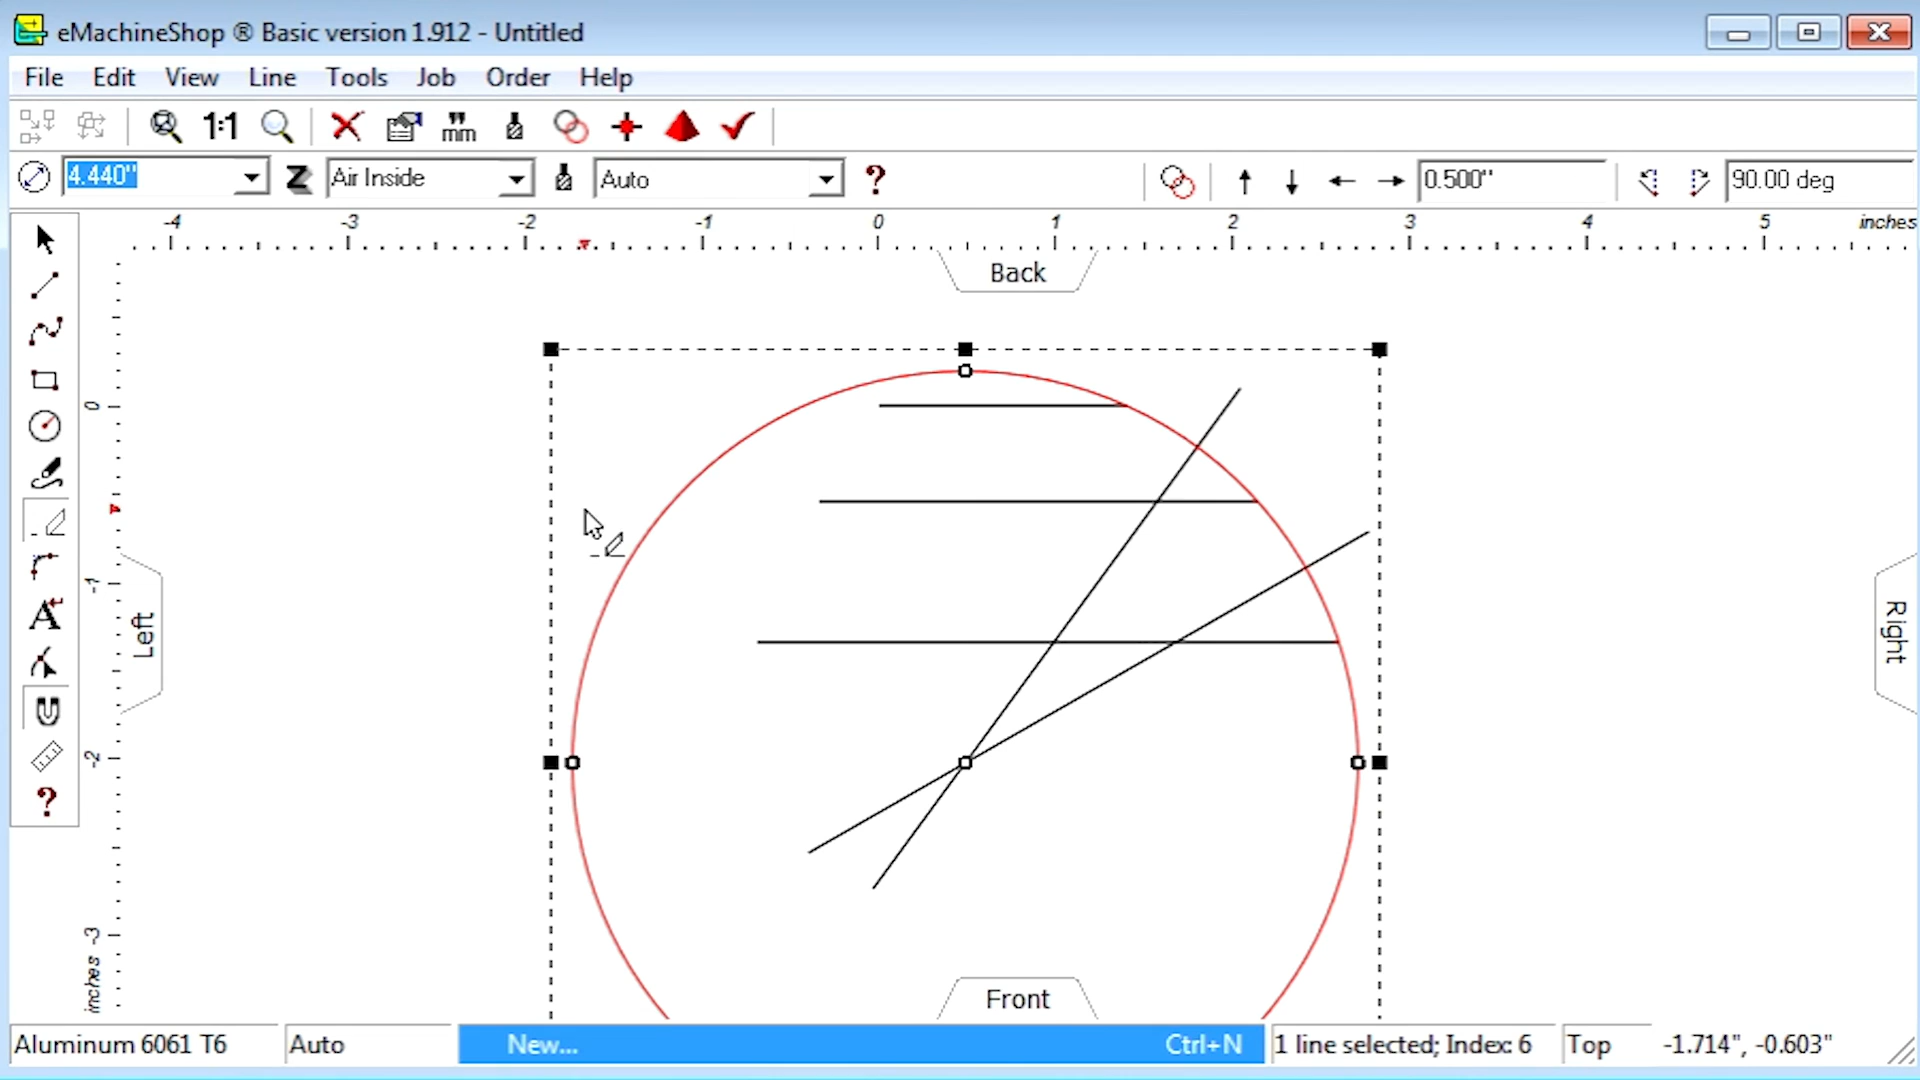 eMachineShop ® Basic version 1.912 - Untitled
File Edit View Line Tools Job Order Help
1:1 mm
4.440" Z Air Inside Auto ? 0.500" 90.00 deg
-4 -3 -2 -1 0 1 2 3 4 5 inches
Back
0
-1
Left
Right
A
-2
?
-3
inches
Front
Aluminum 6061 T6 Auto New... Ctrl+N 1 line selected; Index: 6 Top -1.714", -0.603"